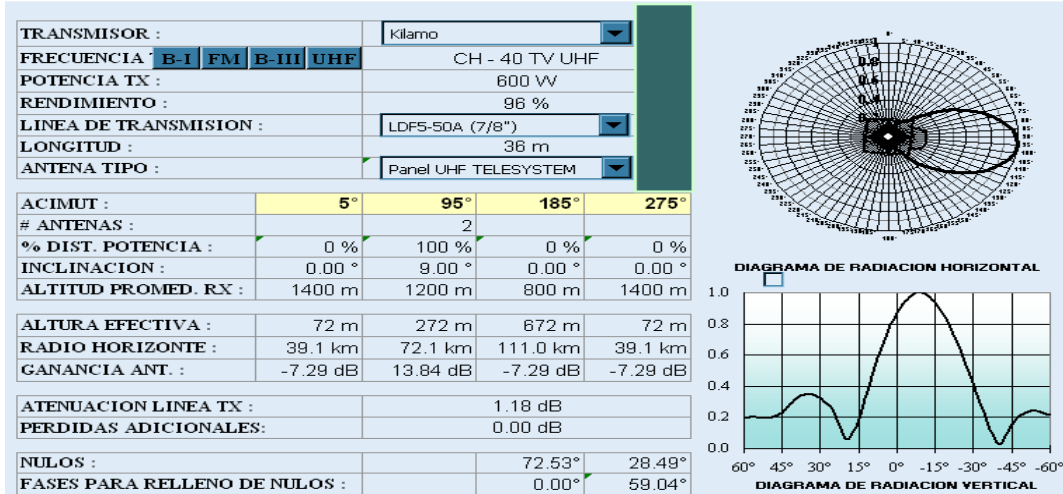 TRANSMISOR : Kilamo
FRECUENCIA B-I FM B-III UHF CH - 40 TV UHF
POTENCIA TX : 600 W
RENDIMIENTO : 96 %
LINEA DE TRANSMISION : LDF5-50A (7/8")
LONGITUD : 36 m
ANTENA TIPO : Panel UHF TELESYSTEM
ACIMUT : 5° 95° 185° 275°
# ANTENAS : 2
% DIST. POTENCIA : 0 % 100 % 0 % 0 %
INCLINACION : 0.00 ° 9.00 ° 0.00 ° 0.00 °
ALTITUD PROMED. RX : 1400 m 1200 m 800 m 1400 m
ALTURA EFECTIVA : 72 m 272 m 672 m 72 m
RADIO HORIZONTE : 39.1 km 72.1 km 111.0 km 39.1 km
GANANCIA ANT. : -7.29 dB 13.84 dB -7.29 dB -7.29 dB
ATENUACION LINEA TX : 1.18 dB
PERDIDAS ADICIONALES: 0.00 dB
NULOS : 72.53° 28.49°
FASES PARA RELLENO DE NULOS : 0.00° 59.04°
DIAGRAMA DE RADIACION HORIZONTAL
1.0
0.8
0.6
0.4
0.2
0.0
60° 45° 30° 15° 0° -15° -30° -45° -60°
DIAGRAMA DE RADIACION VERTICAL